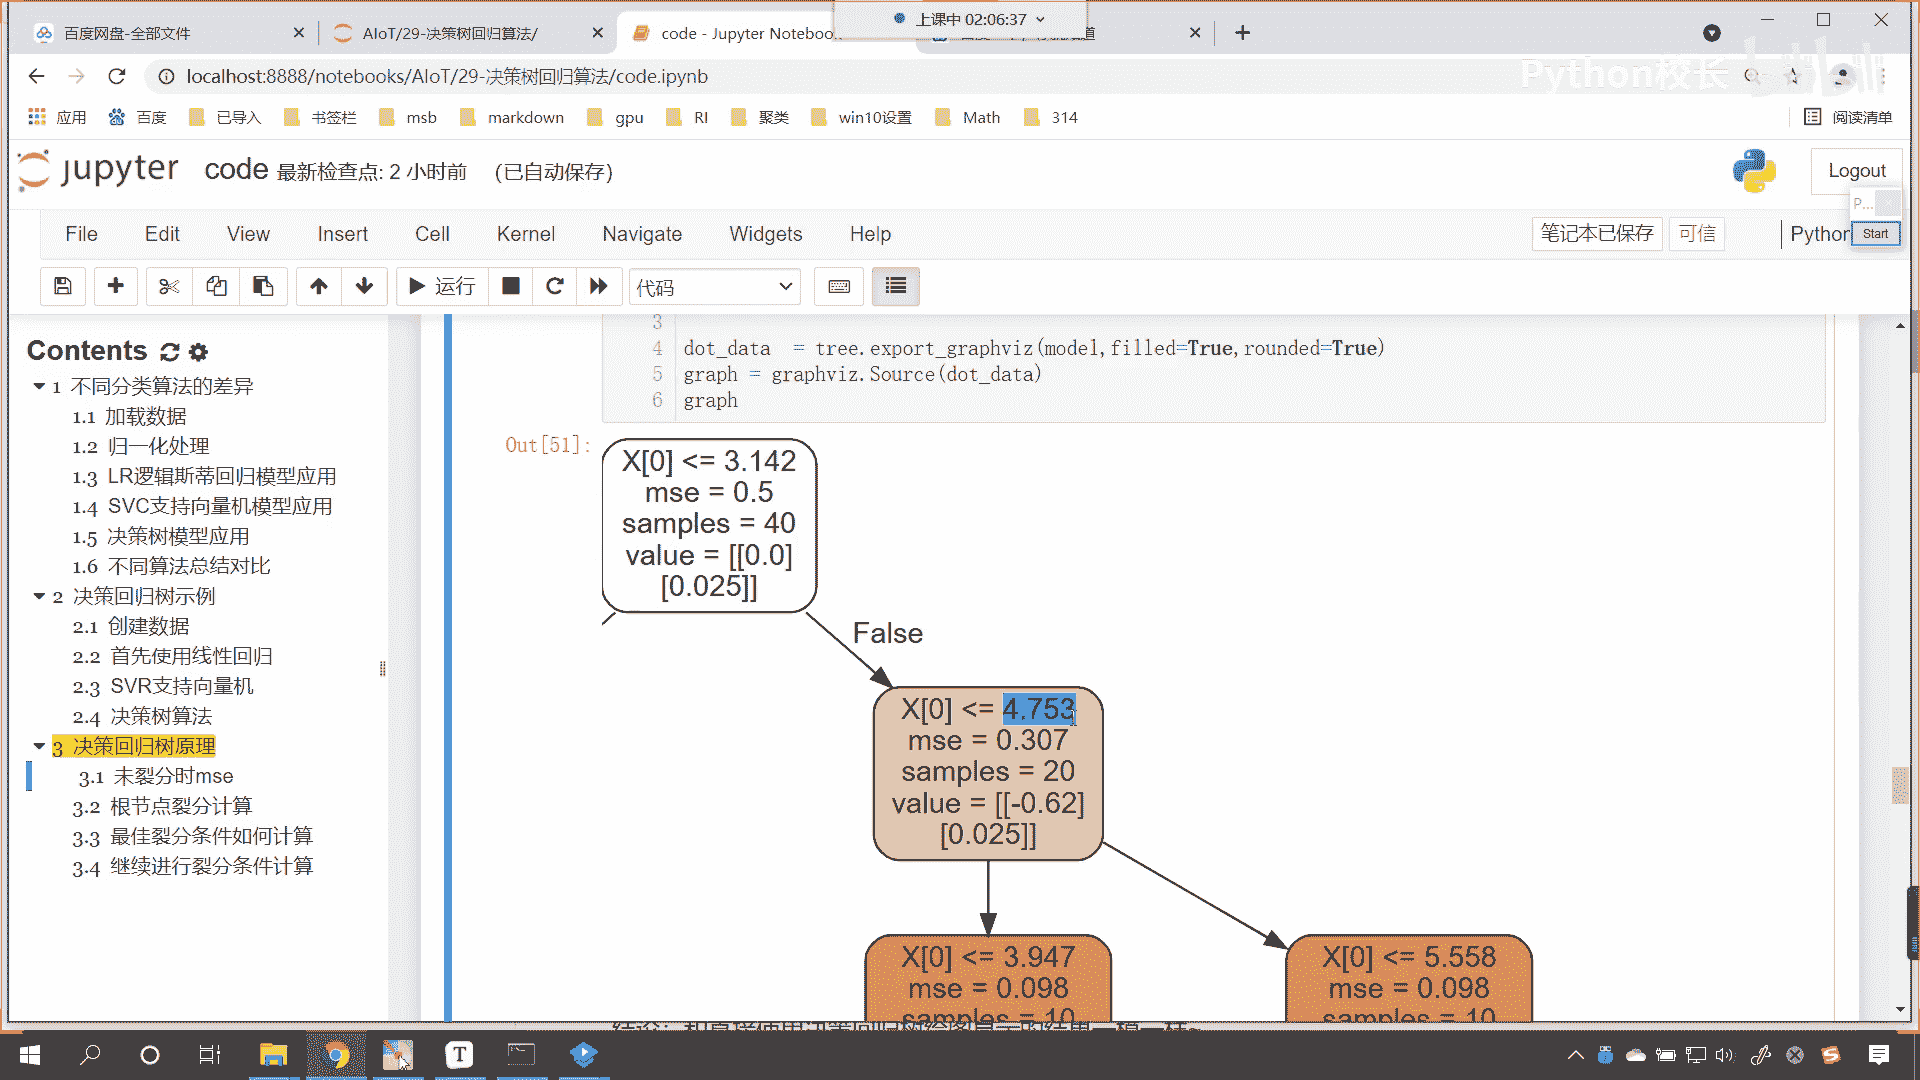 上课中 02:06:37
百度网盘-全部文件
AIoT/29-决策树回归算法/
code - Jupyter Notebook
localhost:8888/notebooks/AIoT/29-决策树回归算法/code.ipynb
Python校长
应用
百度
已导入
书签栏
msb
markdown
gpu
RI
聚类
win10设置
Math
314
阅读清单
jupyter
code 最新检查点: 2 小时前 (已自动保存)
Logout
P...
Start
File
Edit
View
Insert
Cell
Kernel
Navigate
Widgets
Help
笔记本已保存
可信
Python
运行
代码
Contents
1 不同分类算法的差异
1.1 加载数据
1.2 归一化处理
1.3 LR逻辑斯蒂回归模型应用
1.4 SVC支持向量机模型应用
1.5 决策树模型应用
1.6 不同算法总结对比
2 决策回归树示例
2.1 创建数据
2.2 首先使用线性回归
2.3 SVR支持向量机
2.4 决策树算法
3 决策回归树原理
3.1 未裂分时mse
3.2 根节点裂分计算
3.3 最佳裂分条件如何计算
3.4 继续进行裂分条件计算
3
4 dot_data = tree.export_graphviz(model,filled=True,rounded=True)
5 graph = graphviz.Source(dot_data)
6 graph
Out[51]:
X[0] <= 3.142
mse = 0.5
samples = 40
value = [[0.0]
[0.025]]
False
X[0] <= 4.753
mse = 0.307
samples = 20
value = [[-0.62]
[0.025]]
X[0] <= 3.947
mse = 0.098
samples = 10
X[0] <= 5.558
mse = 0.098
samples = 10